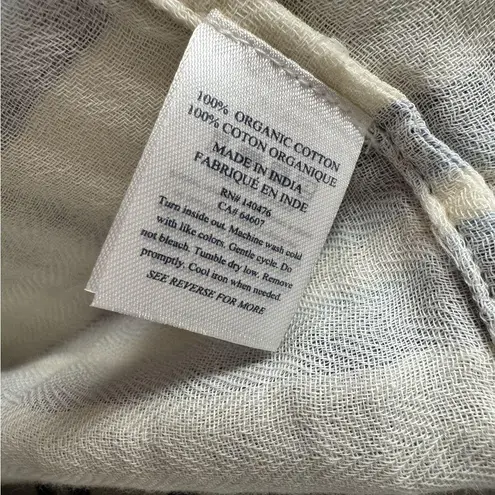 100% ORGANIC COTTON
100% COTON ORGANIQUE
MADE IN INDIA
FABRIQUE EN INDE
RN# 140476
CA# 64607
Turn inside out. Machine wash cold
with like colors. Gentle cycle. Do
not bleach. Tumble dry low. Remove
promptly. Cool iron when needed.
SEE REVERSE FOR MORE